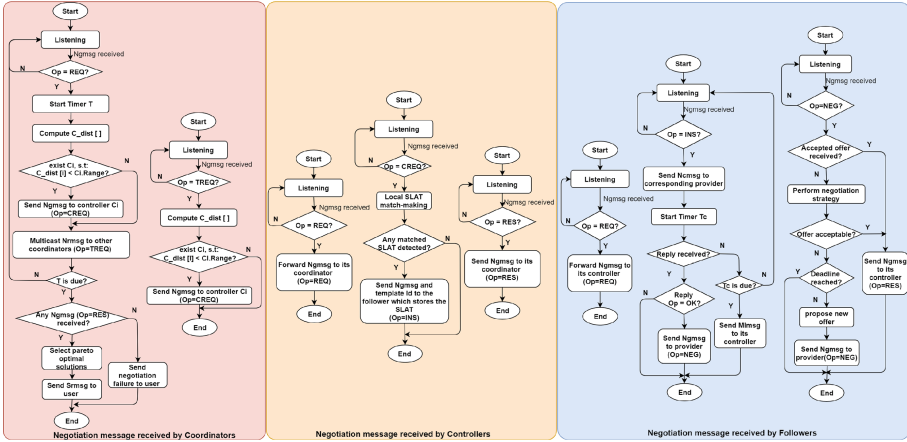 Start
Listening
Ngmsg received
N
Op = REQ?
Y
Start Timer T
Compute C_dist [ ]
exist Ci, s.t:
C_dist [i] < Ci.Range?
N
Y
Send Ngmsg to controller Ci
(Op=CREQ)
Multicast Nrmsg to other
coordinators (Op=TREQ)
N
T is due?
Y
Any Ngmsg (Op=RES)
received?
N
Y
Select pareto
optimal
solutions
Send Srmsg to
user
Send
negotiation
failure to user
End
Start
Listening
Ngmsg received
N
Op = TREQ?
Y
Compute C_dist [ ]
exist Ci, s.t:
C_dist [i] < Ci.Range?
N
Y
Send Ngmsg to controller Ci
(Op=CREQ)
End
Negotiation message received by Coordinators
Start
Listening
Ngmsg received
N
Op = REQ?
Y
Forward Ngmsg to its
coordinator
(Op=REQ)
End
Start
Listening
Ngmsg received
N
Op = CREQ?
Y
Local SLAT
match-making
Any matched
SLAT detected?
N
Y
Send Ngmsg and
template Id to the
follower which stores the
SLAT
(Op=INS)
End
Start
Listening
Ngmsg received
N
Op = RES?
Y
Send Ngmsg to its
coordinator
(Op=RES)
End
Negotiation message received by Controllers
Start
Listening
Ngmsg received
N
Op = REQ?
Y
Forward Ngmsg to
its controller
(Op=REQ)
End
Start
Listening
Ngmsg received
N
Op = INS?
Y
Send Ncmsg to
corresponding provider
Start Timer Tc
Reply received?
N
Y
Tc is due?
N
Y
Reply
Op = OK?
N
Y
Send Ngmsg
to provider
(Op=NEG)
Send MImsg
to its
controller
End
Start
Listening
Ngmsg received
N
Op=NEG?
Y
Accepted offer
received?
Y
N
Perform negotiation
strategy
Offer acceptable?
Y
N
Send Ngmsg
to its
controller
(Op=RES)
Deadline
reached?
Y
N
propose new
offer
Send Ngmsg to
provider(Op=NEG)
End
Negotiation message received by Followers